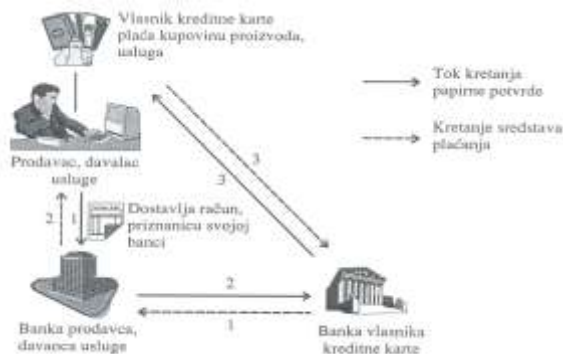 Vlasnik kreditne karte
plaća kupovinu proizvoda,
usluga
Tok kretanja
papirne potvrde
Kretanje sredstava
plaćanja
3
3
Prodavac, davalac
usluge
2
1
Dostavlja račun,
priznanicu svojoj
banci
2
1
Banka prodavca,
davaoca usluge
Banka vlasnika
kreditne karte